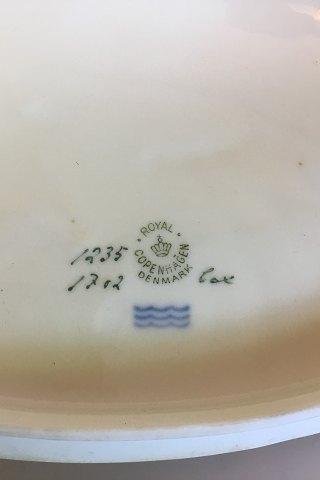 ROYAL
COPENHAGEN
DENMARK
1235
1702